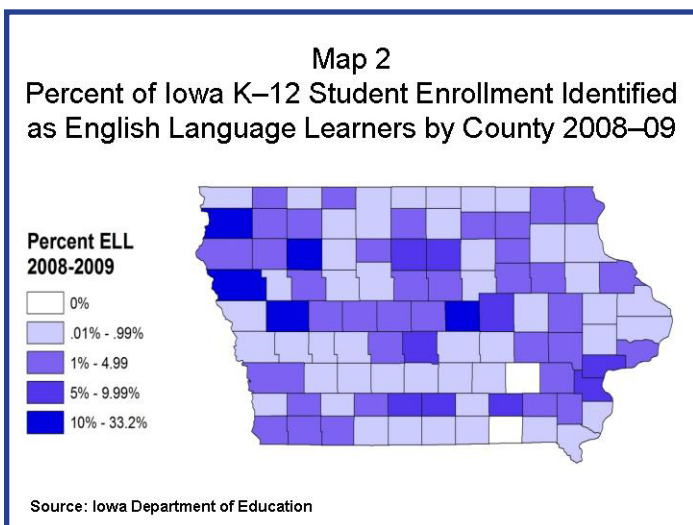 Map 2
Percent of Iowa K–12 Student Enrollment Identified
as English Language Learners by County 2008–09
Percent ELL
2008-2009
0%
.01% - .99%
1% - 4.99
5% - 9.99%
10% - 33.2%
Source: Iowa Department of Education